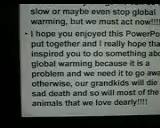 slow or maybe even stop global
warming, but we must act now!!!
• I hope you enjoyed this PowerPo
put together and I really hope tha
inspired you to do something abo
global warming because it is a
problem and we need it to go awa
otherwise, our grandkids will die
sad death and so will most of the
animals that we love dearly!!!!